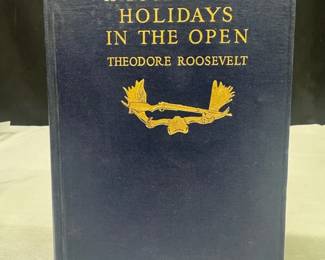 HOLIDAYS
IN THE OPEN
THEODORE ROOSEVELT